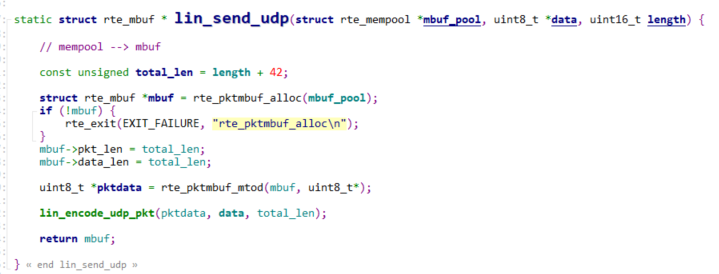 static struct rte_mbuf * lin_send_udp(struct rte_mempool *mbuf_pool, uint8_t *data, uint16_t length) {
// mempool --> mbuf
const unsigned total_len = length + 42;
struct rte_mbuf *mbuf = rte_pktmbuf_alloc(mbuf_pool);
if (!mbuf) {
rte_exit(EXIT_FAILURE, "rte_pktmbuf_alloc\n");
}
mbuf->pkt_len = total_len;
mbuf->data_len = total_len;
uint8_t *pktdata = rte_pktmbuf_mtod(mbuf, uint8_t*);
lin_encode_udp_pkt(pktdata, data, total_len);
return mbuf;
} « end lin_send_udp »